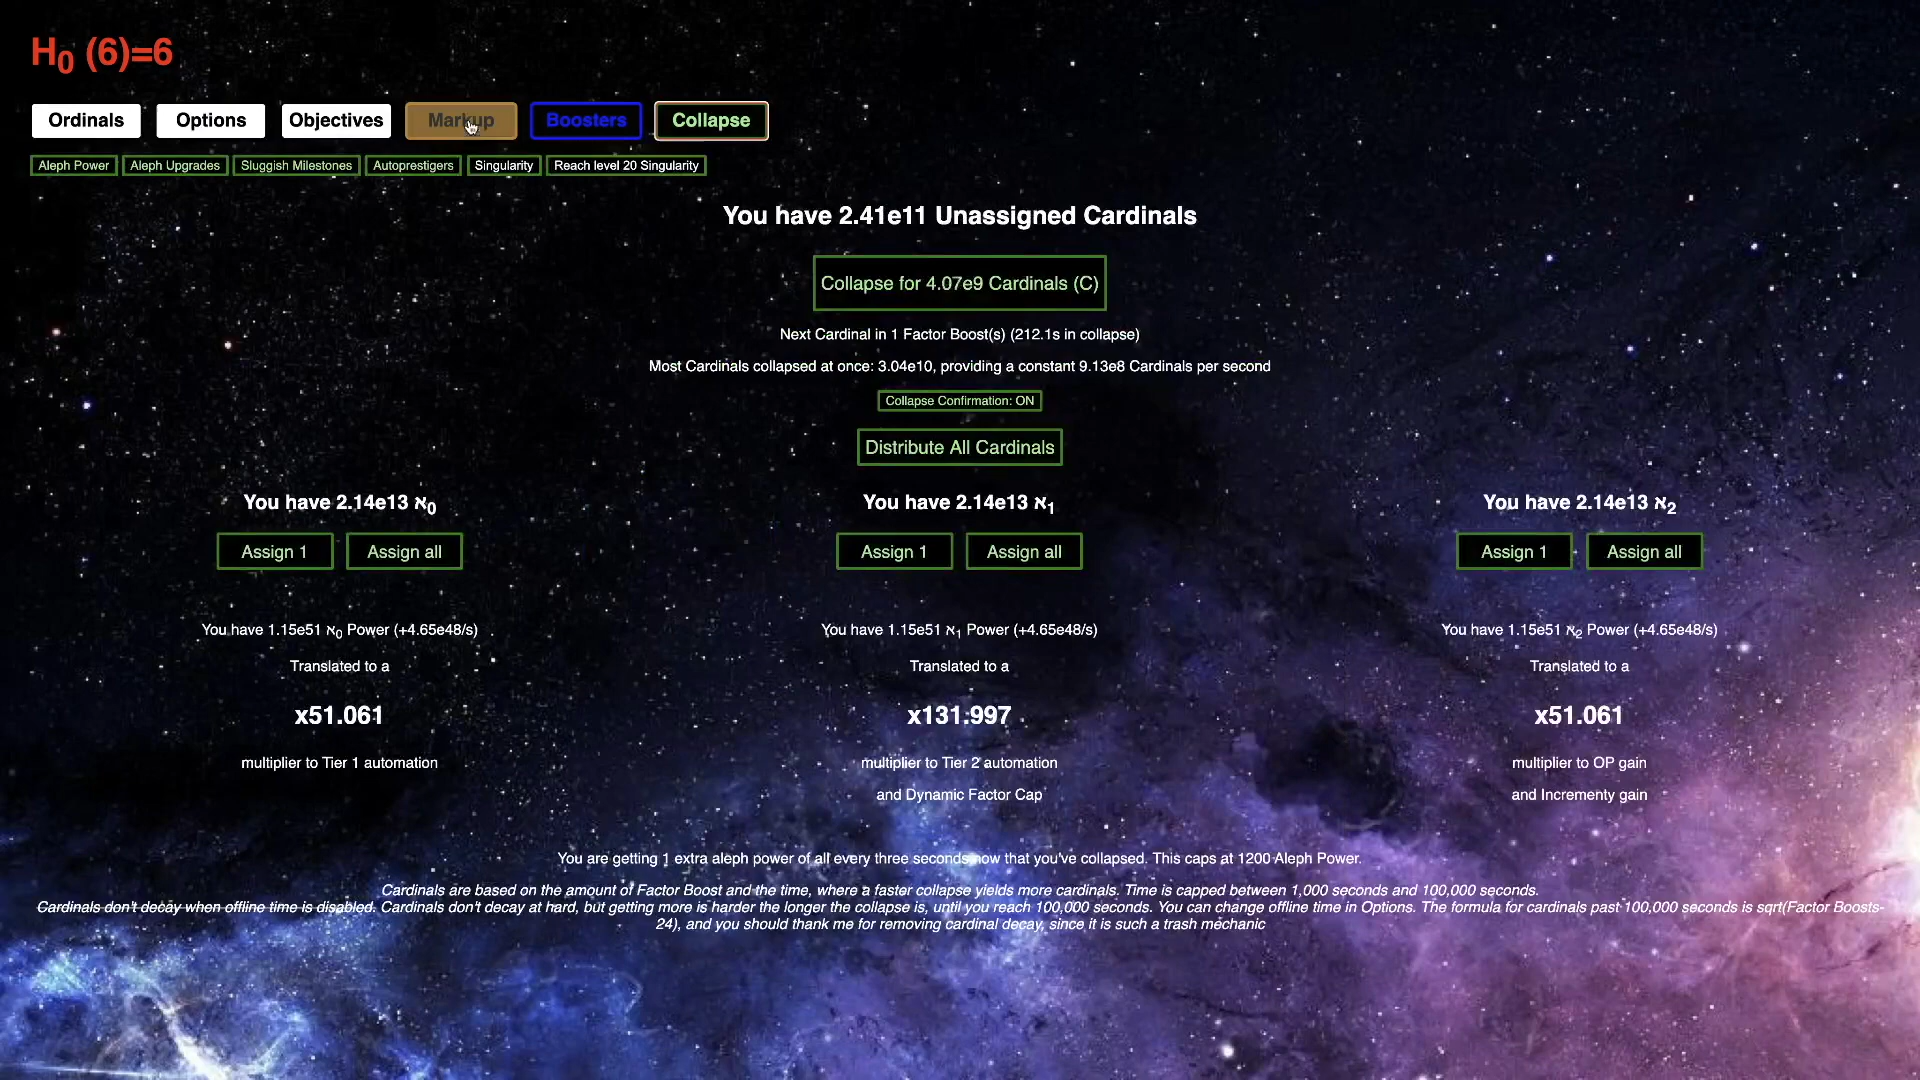 H0 (6)=6
Ordinals Options Objectives Markup Boosters Collapse
Aleph Power Aleph Upgrades Sluggish Milestones Autoprestigers Singularity Reach level 20 Singularity
You have 2.41e11 Unassigned Cardinals
Collapse for 4.07e9 Cardinals (C)
Next Cardinal in 1 Factor Boost(s) (212.1s in collapse)
Most Cardinals collapsed at once: 3.04e10, providing a constant 9.13e8 Cardinals per second
Collapse Confirmation: ON
Distribute All Cardinals
You have 2.14e13 ℵ0 You have 2.14e13 ℵ1 You have 2.14e13 ℵ2
Assign 1 Assign all Assign 1 Assign all Assign 1 Assign all
You have 1.15e51 ℵ0 Power (+4.65e48/s) You have 1.15e51 ℵ1 Power (+4.65e48/s) You have 1.15e51 ℵ2 Power (+4.65e48/s)
Translated to a Translated to a Translated to a
x51.061 x131.997 x51.061
multiplier to Tier 1 automation multiplier to Tier 2 automation multiplier to OP gain
and Dynamic Factor Cap and Incrementy gain
You are getting 1 extra aleph power of all every three seconds now that you've collapsed. This caps at 1200 Aleph Power.
Cardinals are based on the amount of Factor Boost and the time, where a faster collapse yields more cardinals. Time is capped between 1,000 seconds and 100,000 seconds.
Cardinals don't decay when offline time is disabled. Cardinals don't decay at hard, but getting more is harder the longer the collapse is, until you reach 100,000 seconds. You can change offline time in Options. The formula for cardinals past 100,000 seconds is sqrt(Factor Boosts-
24), and you should thank me for removing cardinal decay, since it is such a trash mechanic